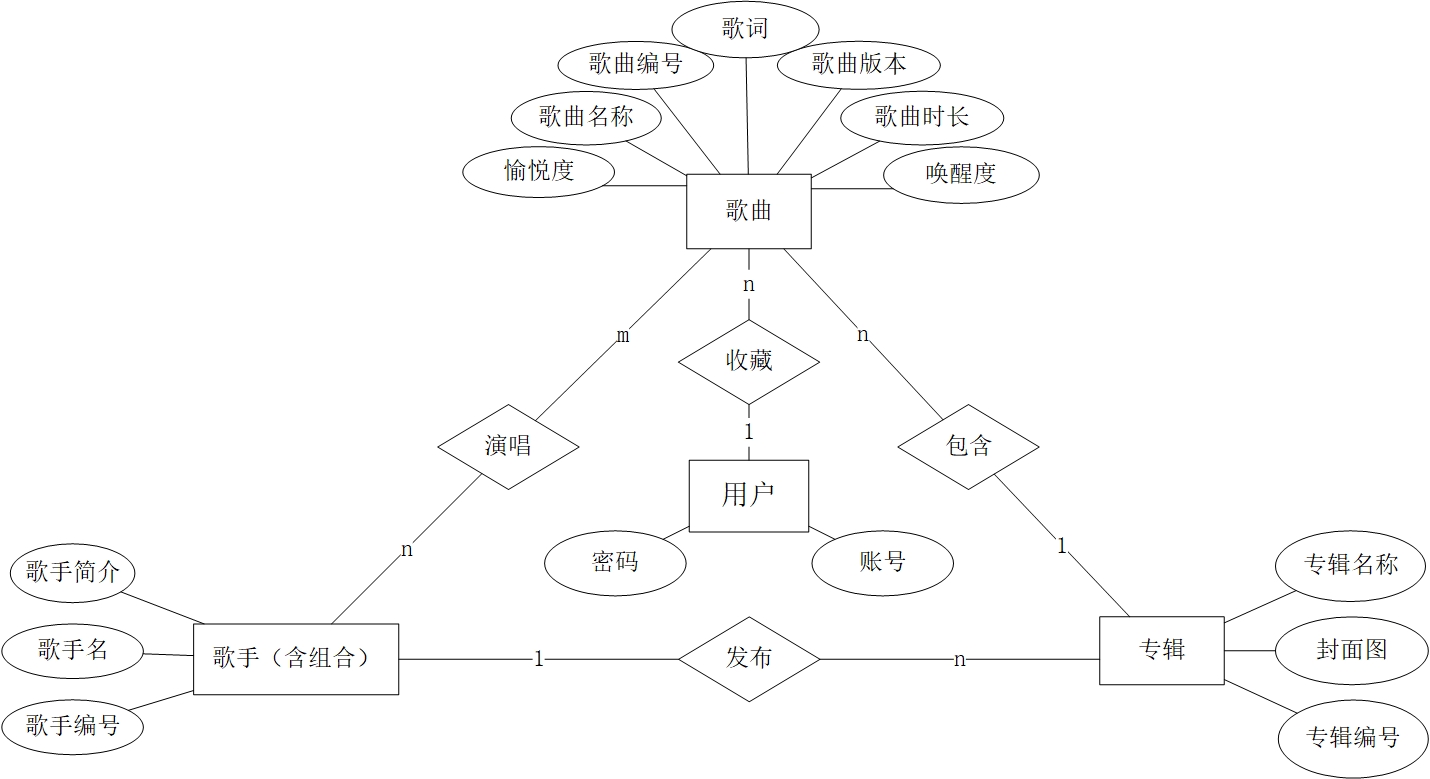 歌词
歌曲编号
歌曲版本
歌曲名称
歌曲时长
愉悦度
唤醒度
歌曲
n
m
n
收藏
1
演唱
包含
用户
n
1
密码
账号
歌手简介
专辑名称
歌手名
歌手（含组合）
1
发布
n
专辑
封面图
歌手编号
专辑编号